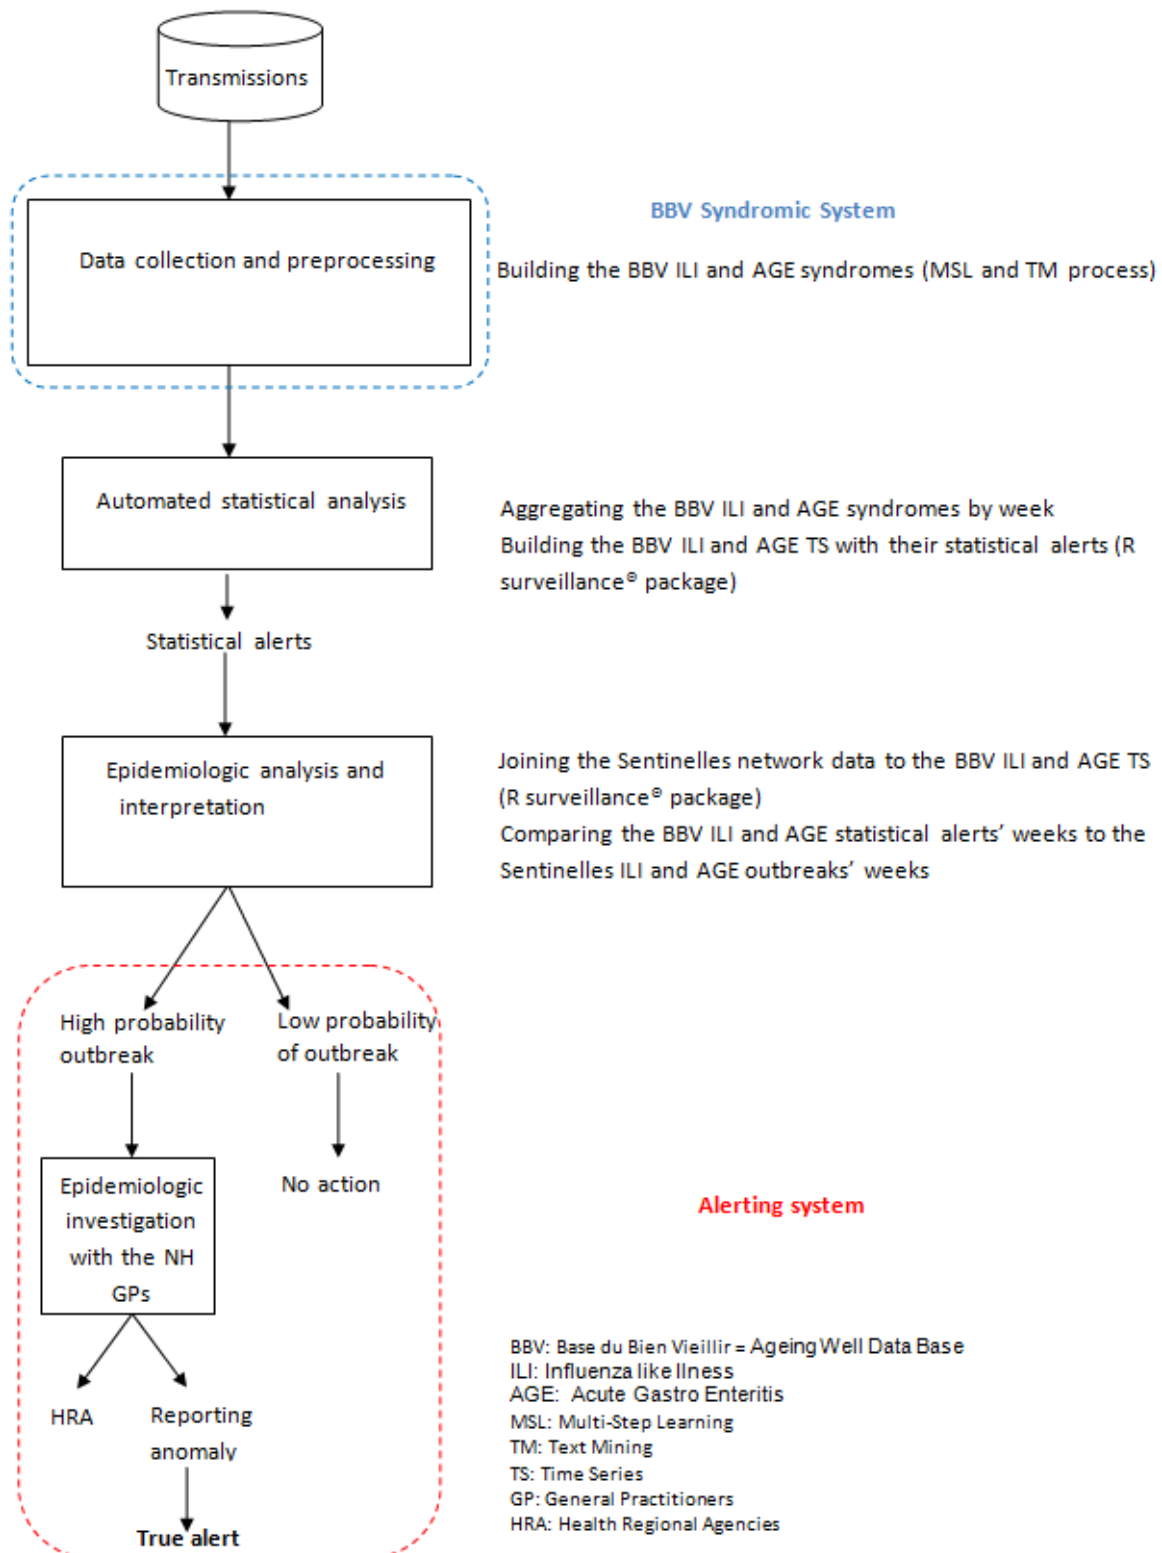 Transmissions
BBV Syndromic System
Data collection and preprocessing
Building the BBV ILI and AGE syndromes (MSL and TM process)
Automated statistical analysis
Aggregating the BBV ILI and AGE syndromes by week
Building the BBV ILI and AGE TS with their statistical alerts (R
surveillance® package)
Statistical alerts
Epidemiologic analysis and
interpretation
Joining the Sentinelles network data to the BBV ILI and AGE TS
(R surveillance® package)
Comparing the BBV ILI and AGE statistical alerts’ weeks to the
Sentinelles ILI and AGE outbreaks’ weeks
High probability
outbreak
Low probability
of outbreak
Epidemiologic
investigation
with the NH
GPs
No action
Alerting system
HRA
Reporting
anomaly
True alert
BBV: Base du Bien Vieillir = Ageing Well Data Base
ILI: Influenza like Ilness
AGE: Acute Gastro Enteritis
MSL: Multi-Step Learning
TM: Text Mining
TS: Time Series
GP: General Practitioners
HRA: Health Regional Agencies